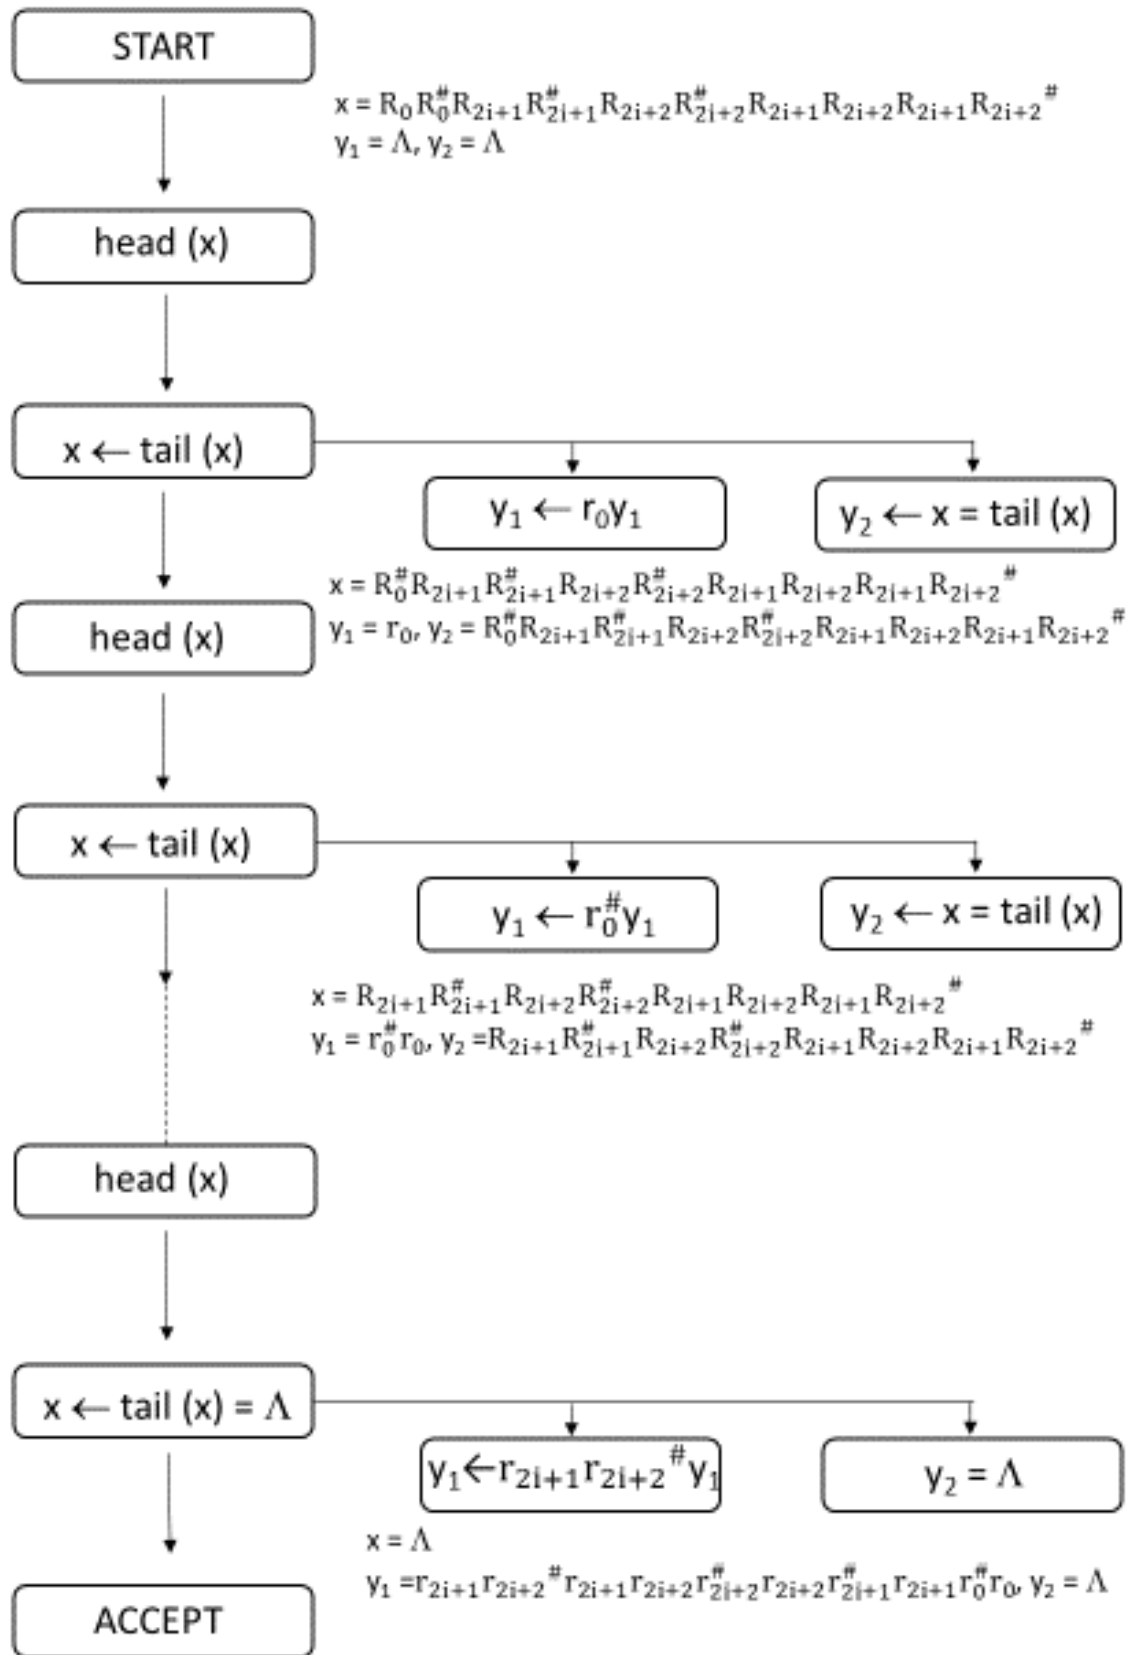 START
x = R₀R₀^#R₂ᵢ₊₁R₂ᵢ₊₁^#R₂ᵢ₊₂R₂ᵢ₊₂^#R₂ᵢ₊₁R₂ᵢ₊₂R₂ᵢ₊₁R₂ᵢ₊₂^#
y₁ = Λ, y₂ = Λ
head (x)
x ← tail (x)
y₁ ← r₀y₁
y₂ ← x = tail (x)
x = R₀^#R₂ᵢ₊₁R₂ᵢ₊₁^#R₂ᵢ₊₂R₂ᵢ₊₂^#R₂ᵢ₊₁R₂ᵢ₊₂R₂ᵢ₊₁R₂ᵢ₊₂^#
y₁ = r₀, y₂ = R₀^#R₂ᵢ₊₁R₂ᵢ₊₁^#R₂ᵢ₊₂R₂ᵢ₊₂^#R₂ᵢ₊₁R₂ᵢ₊₂R₂ᵢ₊₁R₂ᵢ₊₂^#
head (x)
x ← tail (x)
y₁ ← r₀^#y₁
y₂ ← x = tail (x)
x = R₂ᵢ₊₁R₂ᵢ₊₁^#R₂ᵢ₊₂R₂ᵢ₊₂^#R₂ᵢ₊₁R₂ᵢ₊₂R₂ᵢ₊₁R₂ᵢ₊₂^#
y₁ = r₀^#r₀, y₂ =R₂ᵢ₊₁R₂ᵢ₊₁^#R₂ᵢ₊₂R₂ᵢ₊₂^#R₂ᵢ₊₁R₂ᵢ₊₂R₂ᵢ₊₁R₂ᵢ₊₂^#
head (x)
x ← tail (x) = Λ
y₁←r₂ᵢ₊₁r₂ᵢ₊₂^#y₁
y₂ = Λ
x = Λ
y₁ =r₂ᵢ₊₁r₂ᵢ₊₂^#r₂ᵢ₊₁r₂ᵢ₊₂r₂ᵢ₊₂^#r₂ᵢ₊₂r₂ᵢ₊₁^#r₂ᵢ₊₁r₀^#r₀, y₂ = Λ
ACCEPT